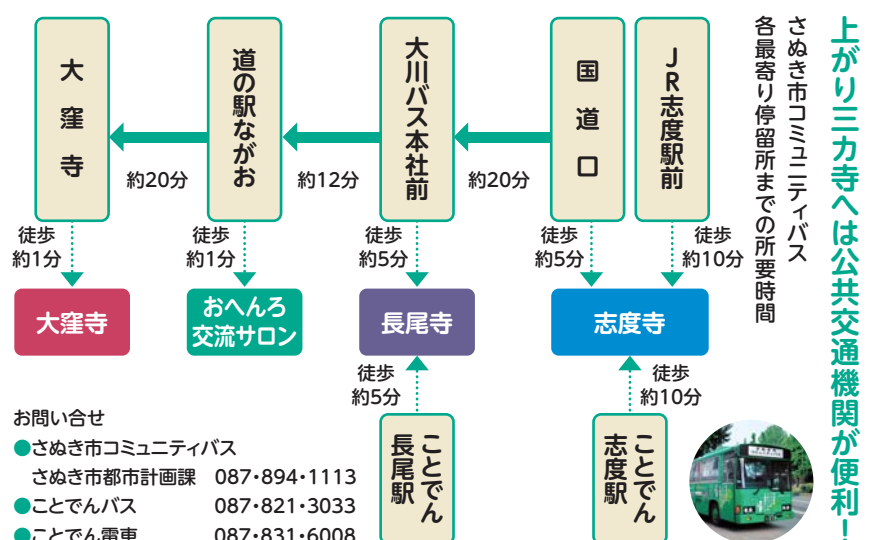 上がり三カ寺へは公共交通機関が便利!
さぬき市コミュニティバス
各最寄り停留所までの所要時間
JR志度駅前
国道口
大川バス本社前
道の駅ながお
大窪寺
約20分
約12分
約20分
徒歩
約10分
徒歩
約5分
徒歩
約5分
徒歩
約1分
徒歩
約1分
志度寺
長尾寺
おへんろ
交流サロン
大窪寺
徒歩
約10分
徒歩
約5分
ことでん
志度駅
ことでん
長尾駅
お問い合せ
●さぬき市コミュニティバス
さぬき市都市計画課 087・894・1113
●ことでんバス 087・821・3033
●ことでん電車 087・831・6008